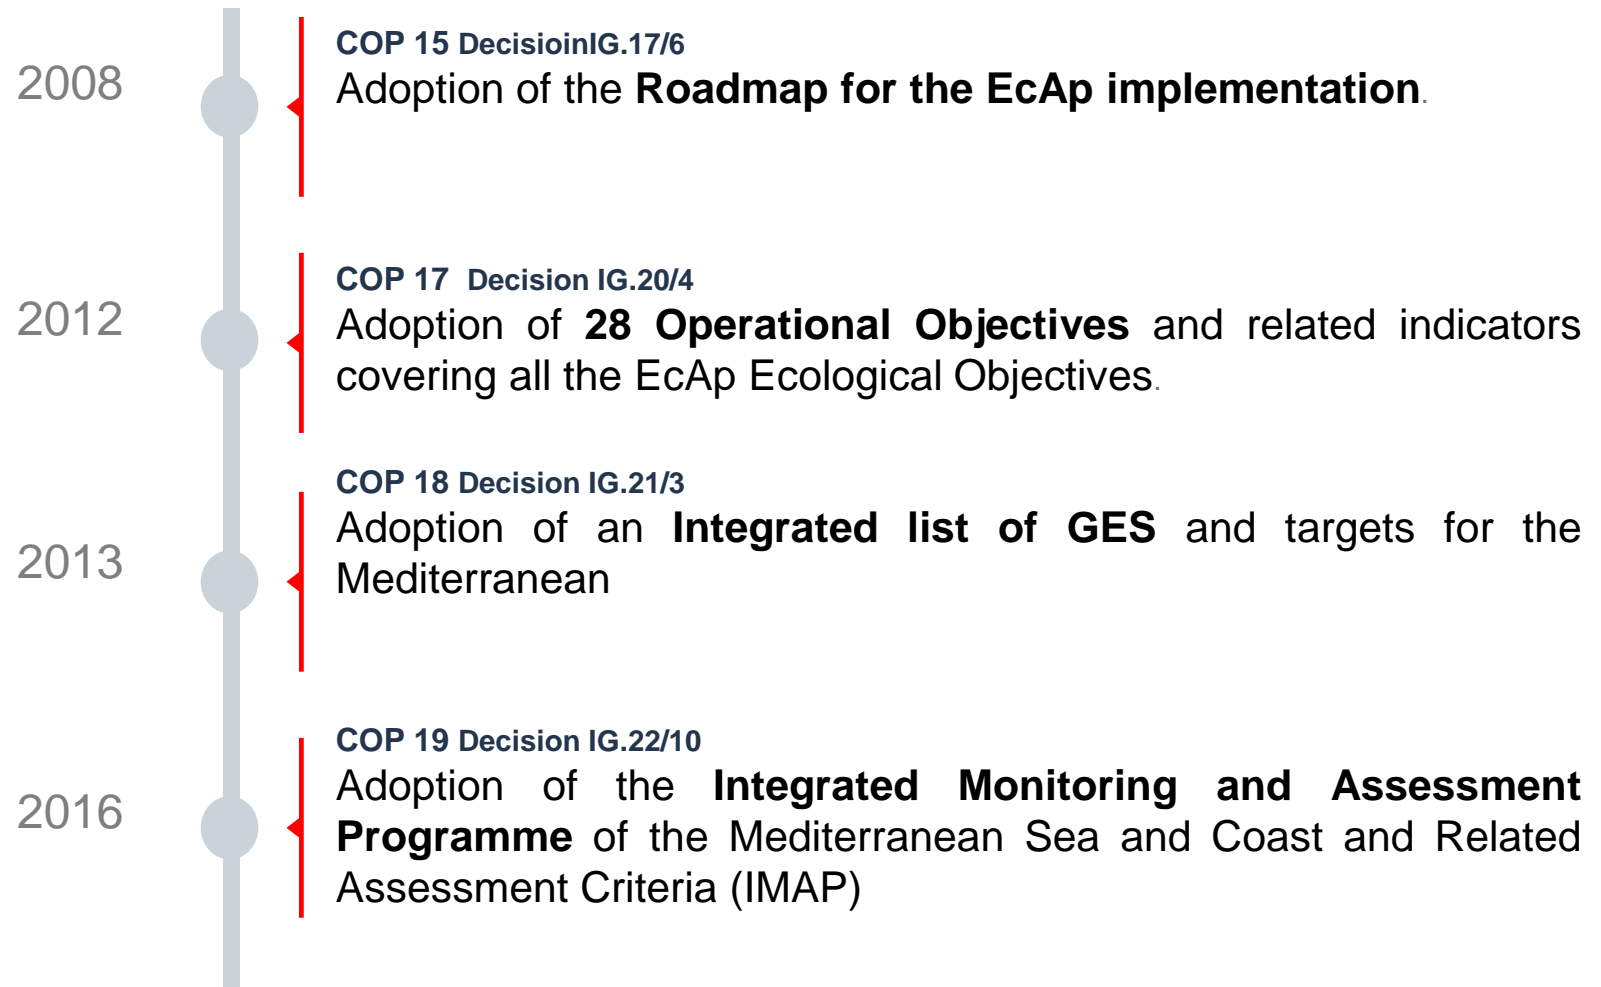 2008
COP 15 DecisioinIG.17/6
Adoption of the Roadmap for the EcAp implementation.
2012
COP 17 Decision IG.20/4
Adoption of 28 Operational Objectives and related indicators
covering all the EcAp Ecological Objectives.
2013
COP 18 Decision IG.21/3
Adoption of an Integrated list of GES and targets for the
Mediterranean
2016
COP 19 Decision IG.22/10
Adoption of the Integrated Monitoring and Assessment
Programme of the Mediterranean Sea and Coast and Related
Assessment Criteria (IMAP)